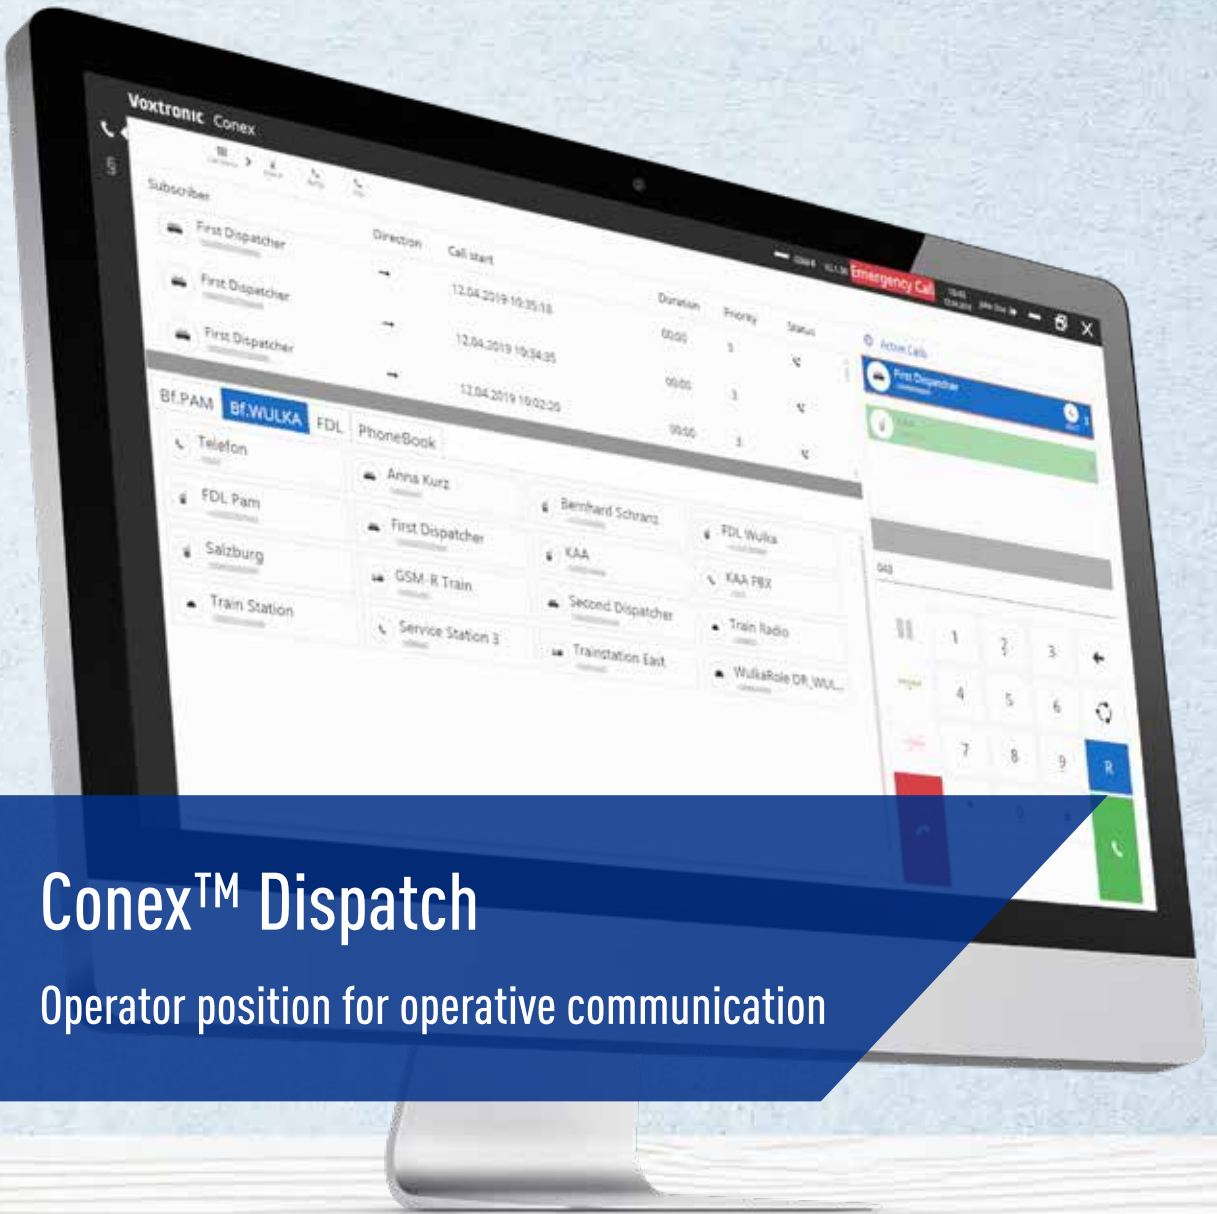 Voxtronic Conex
Emergency Call
Subscriber
Direction
Call start
Duration
Priority
Status
Active Calls
First Dispatcher
12.04.2019 10:35:18
00:00
3
First Dispatcher
12.04.2019 10:34:35
00:00
3
First Dispatcher
12.04.2019 10:02:20
00:00
3
First Dispatcher
Bf.PAM Bf.WULKA FDL PhoneBook
Telefon
Anna Kurz
Bernhard Schranz
FDL Wulka
FDL Pam
First Dispatcher
KAA
KAA PBX
Salzburg
GSM-R Train
Second Dispatcher
Train Radio
Train Station
Service Station 3
Trainstation East
WulkaRole DR_WUL...
043
1 2 3
4 5 6
7 8 9 R
0
Conex™ Dispatch
Operator position for operative communication